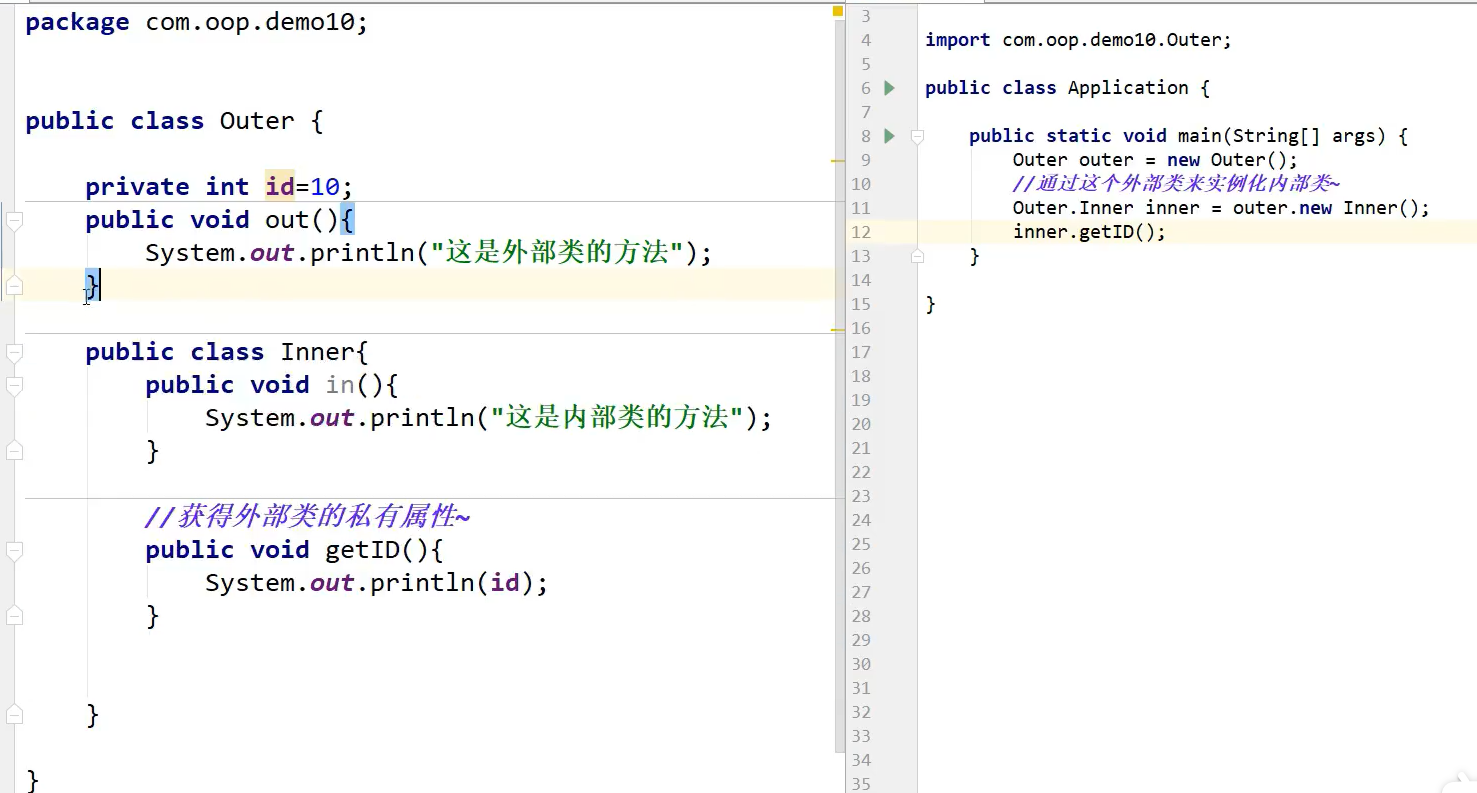 package com.oop.demo10;
public class Outer {
private int id=10;
public void out(){
System.out.println("这是外部类的方法");
}
public class Inner{
public void in(){
System.out.println("这是内部类的方法");
}
//获得外部类的私有属性~
public void getID(){
System.out.println(id);
}
}
}
3
4 import com.oop.demo10.Outer;
5
6 public class Application {
7
8 public static void main(String[] args) {
9 Outer outer = new Outer();
10 //通过这个外部类来实例化内部类~
11 Outer.Inner inner = outer.new Inner();
12 inner.getID();
13 }
14
15 }
16
17
18
19
20
21
22
23
24
25
26
27
28
29
30
31
32
33
34
35